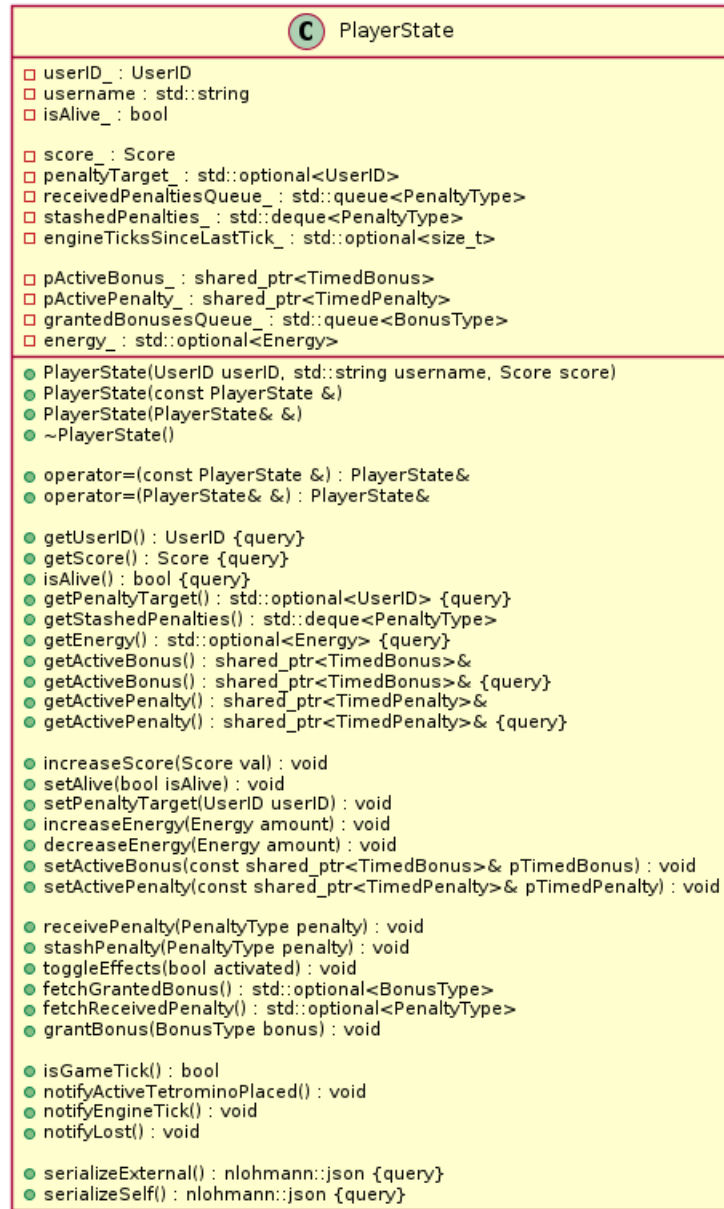 C PlayerState
userID_ : UserID
username : std::string
isAlive_ : bool
score_ : Score
penaltyTarget_ : std::optional<UserID>
receivedPenaltiesQueue_ : std::queue<PenaltyType>
stashedPenalties_ : std::deque<PenaltyType>
engineTicksSinceLastTick_ : std::optional<size_t>
pActiveBonus_ : shared_ptr<TimedBonus>
pActivePenalty_ : shared_ptr<TimedPenalty>
grantedBonusesQueue_ : std::queue<BonusType>
energy_ : std::optional<Energy>
PlayerState(UserID userID, std::string username, Score score)
PlayerState(const PlayerState &)
PlayerState(PlayerState& &)
~PlayerState()
operator=(const PlayerState &) : PlayerState&
operator=(PlayerState& &) : PlayerState&
getUserID() : UserID {query}
getScore() : Score {query}
isAlive() : bool {query}
getPenaltyTarget() : std::optional<UserID> {query}
getStashedPenalties() : std::deque<PenaltyType>
getEnergy() : std::optional<Energy> {query}
getActiveBonus() : shared_ptr<TimedBonus>&
getActiveBonus() : shared_ptr<TimedBonus>& {query}
getActivePenalty() : shared_ptr<TimedPenalty>&
getActivePenalty() : shared_ptr<TimedPenalty>& {query}
increaseScore(Score val) : void
setAlive(bool isAlive) : void
setPenaltyTarget(UserID userID) : void
increaseEnergy(Energy amount) : void
decreaseEnergy(Energy amount) : void
setActiveBonus(const shared_ptr<TimedBonus>& pTimedBonus) : void
setActivePenalty(const shared_ptr<TimedPenalty>& pTimedPenalty) : void
receivePenalty(PenaltyType penalty) : void
stashPenalty(PenaltyType penalty) : void
toggleEffects(bool activated) : void
fetchGrantedBonus() : std::optional<BonusType>
fetchReceivedPenalty() : std::optional<PenaltyType>
grantBonus(BonusType bonus) : void
isGameTick() : bool
notifyActiveTetrominoPlaced() : void
notifyEngineTick() : void
notifyLost() : void
serializeExternal() : nlohmann::json {query}
serializeSelf() : nlohmann::json {query}